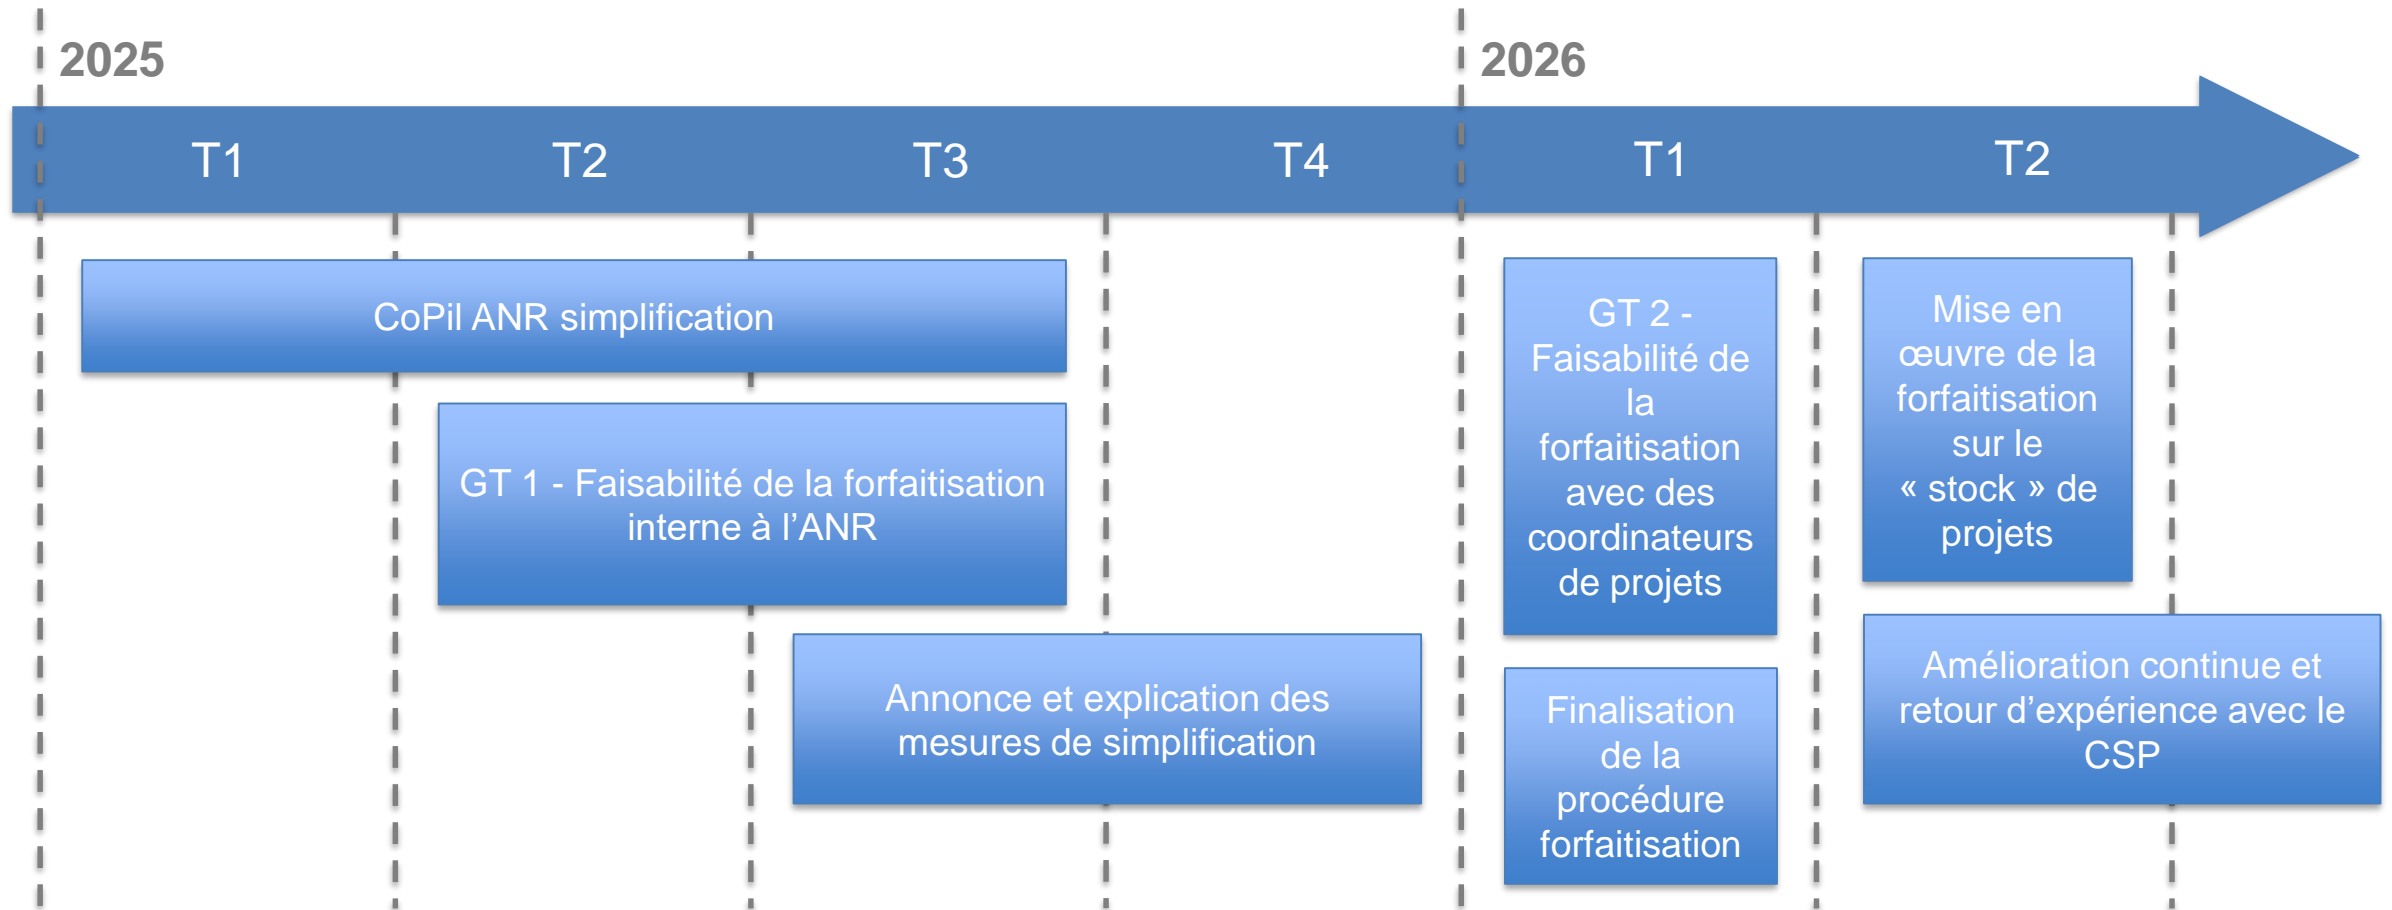 2025
2026
T1
T2
T3
T4
T1
T2
CoPil ANR simplification
GT 1 - Faisabilité de la forfaitisation
interne à l’ANR
Annonce et explication des
mesures de simplification
GT 2 -
Faisabilité de
la
forfaitisation
avec des
coordinateurs
de projets
Finalisation
de la
procédure
forfaitisation
Mise en
œuvre de la
forfaitisation
sur le
« stock » de
projets
Amélioration continue et
retour d’expérience avec le
CSP